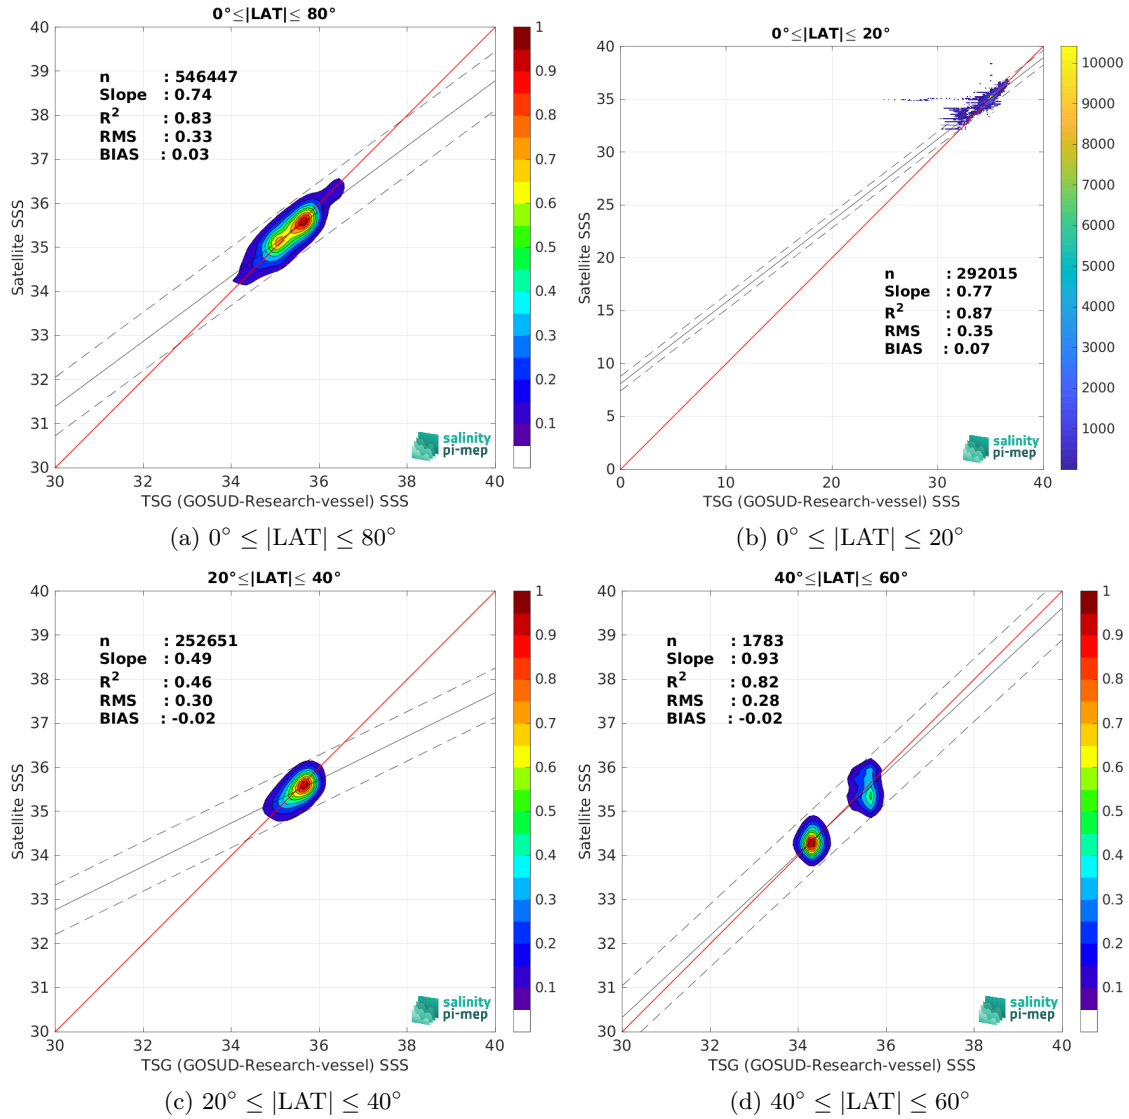 0°≤|LAT|≤ 80°
40
39
38
37
36
35
34
33
32
31
30
Satellite SSS
n : 546447
Slope : 0.74
R² : 0.83
RMS : 0.33
BIAS : 0.03
salinity
pi-mep
30 32 34 36 38 40
TSG (GOSUD-Research-vessel) SSS
1
0.9
0.8
0.7
0.6
0.5
0.4
0.3
0.2
0.1
(a) 0° ≤ |LAT| ≤ 80°
0°≤|LAT|≤ 20°
40
35
30
25
20
15
10
5
0
Satellite SSS
n : 292015
Slope : 0.77
R² : 0.87
RMS : 0.35
BIAS : 0.07
salinity
pi-mep
0 10 20 30 40
TSG (GOSUD-Research-vessel) SSS
10000
9000
8000
7000
6000
5000
4000
3000
2000
1000
(b) 0° ≤ |LAT| ≤ 20°
20°≤|LAT|≤ 40°
40
39
38
37
36
35
34
33
32
31
30
Satellite SSS
n : 252651
Slope : 0.49
R² : 0.46
RMS : 0.30
BIAS : -0.02
salinity
pi-mep
30 32 34 36 38 40
TSG (GOSUD-Research-vessel) SSS
1
0.9
0.8
0.7
0.6
0.5
0.4
0.3
0.2
0.1
(c) 20° ≤ |LAT| ≤ 40°
40°≤|LAT|≤ 60°
40
39
38
37
36
35
34
33
32
31
30
Satellite SSS
n : 1783
Slope : 0.93
R² : 0.82
RMS : 0.28
BIAS : -0.02
salinity
pi-mep
30 32 34 36 38 40
TSG (GOSUD-Research-vessel) SSS
1
0.9
0.8
0.7
0.6
0.5
0.4
0.3
0.2
0.1
(d) 40° ≤ |LAT| ≤ 60°